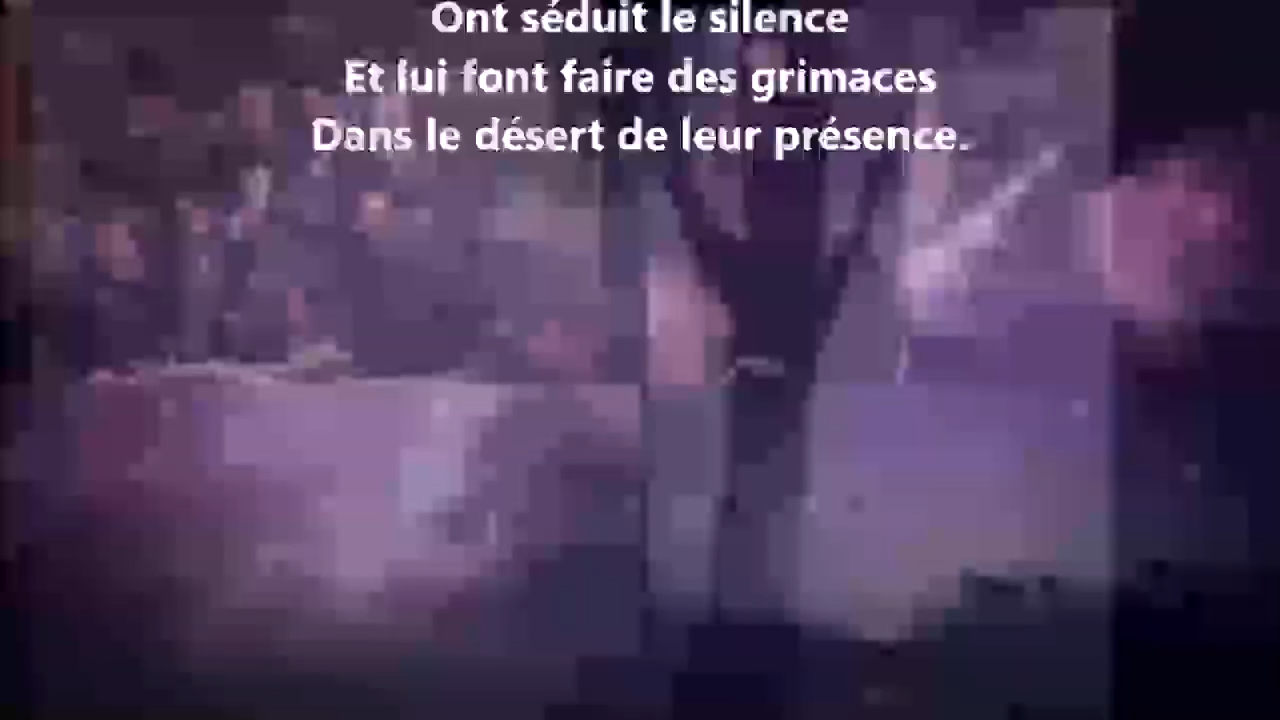 Ont séduit le silence
Et lui font faire des grimaces
Dans le désert de leur présence.